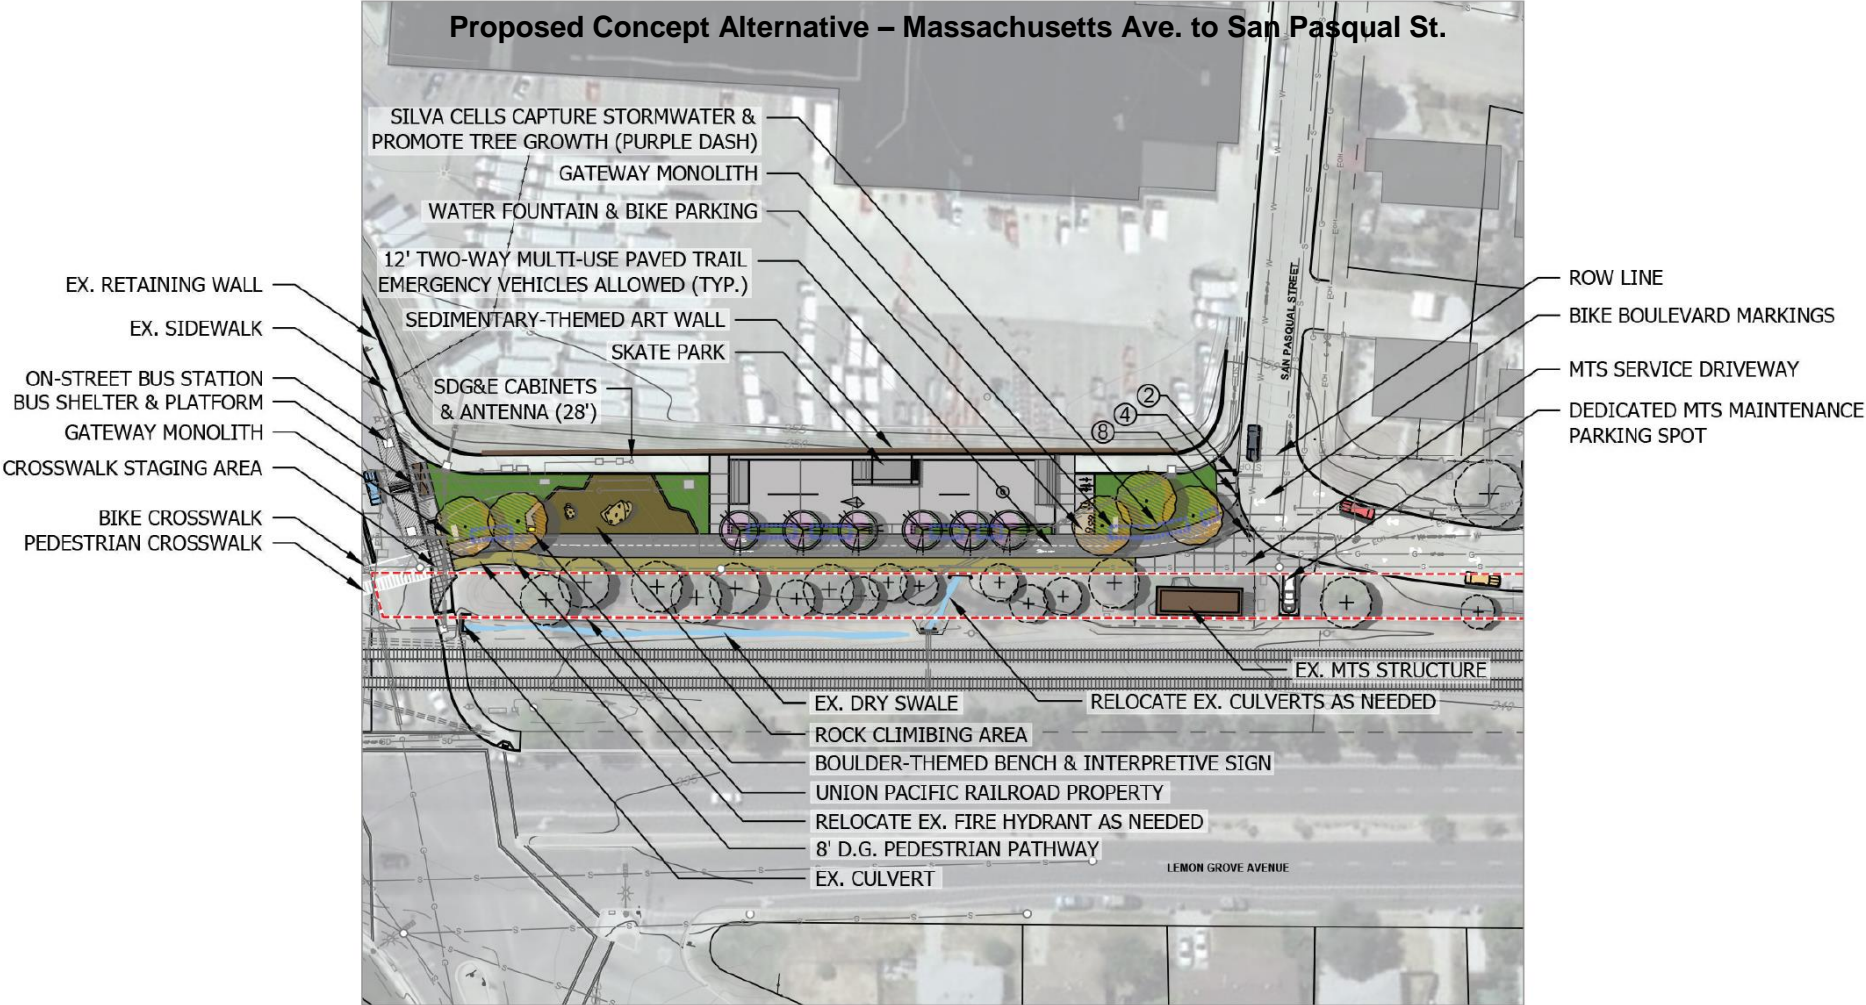 Proposed Concept Alternative – Massachusetts Ave. to San Pasqual St.
SILVA CELLS CAPTURE STORMWATER &
PROMOTE TREE GROWTH (PURPLE DASH)
GATEWAY MONOLITH
WATER FOUNTAIN & BIKE PARKING
12' TWO-WAY MULTI-USE PAVED TRAIL
EMERGENCY VEHICLES ALLOWED (TYP.)
SEDIMENTARY-THEMED ART WALL
SKATE PARK
SDG&E CABINETS
& ANTENNA (28')
EX. RETAINING WALL
EX. SIDEWALK
ON-STREET BUS STATION
BUS SHELTER & PLATFORM
GATEWAY MONOLITH
CROSSWALK STAGING AREA
BIKE CROSSWALK
PEDESTRIAN CROSSWALK
2
4
8
SAN PASQUAL STREET
ROW LINE
BIKE BOULEVARD MARKINGS
MTS SERVICE DRIVEWAY
DEDICATED MTS MAINTENANCE
PARKING SPOT
EX. MTS STRUCTURE
RELOCATE EX. CULVERTS AS NEEDED
EX. DRY SWALE
ROCK CLIMIBING AREA
BOULDER-THEMED BENCH & INTERPRETIVE SIGN
UNION PACIFIC RAILROAD PROPERTY
RELOCATE EX. FIRE HYDRANT AS NEEDED
8' D.G. PEDESTRIAN PATHWAY
EX. CULVERT
LEMON GROVE AVENUE